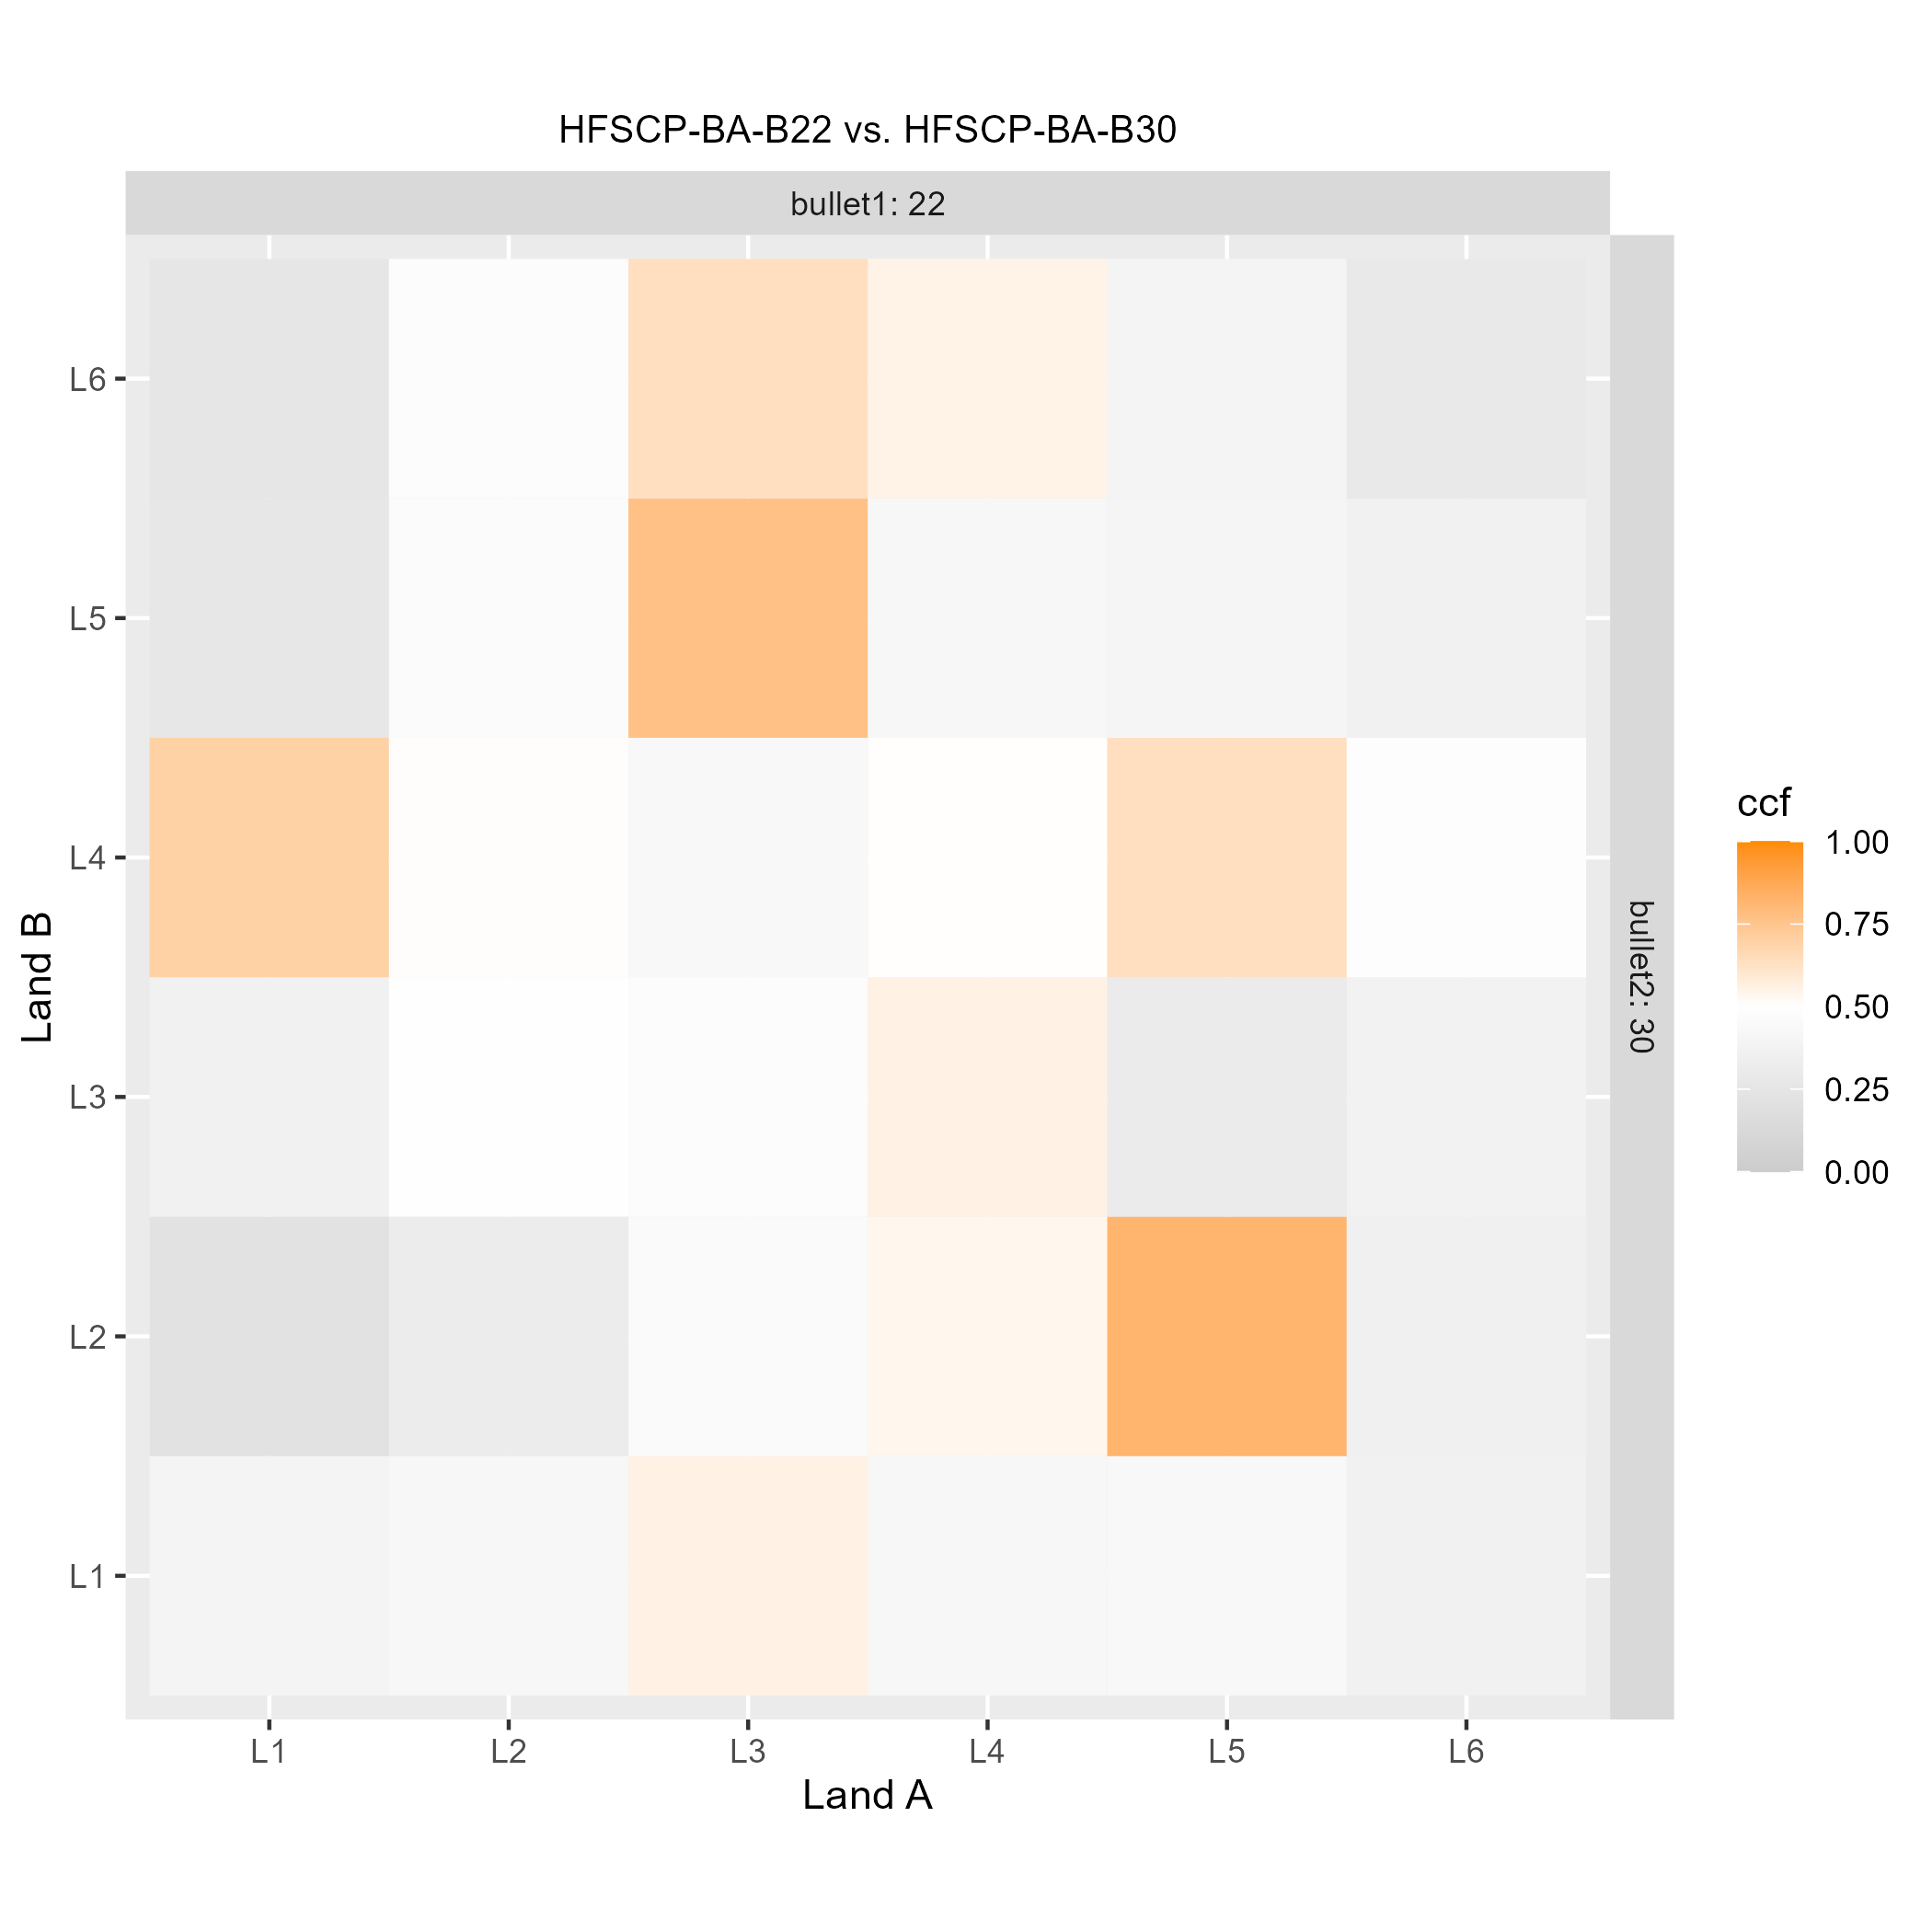 HFSCP-BA-B22 vs. HFSCP-BA-B30
bullet1: 22
L6
L5
L4
L3
L2
L1
Land B
L1 L2 L3 L4 L5 L6
Land A
bullet2: 30
ccf
1.00
0.75
0.50
0.25
0.00